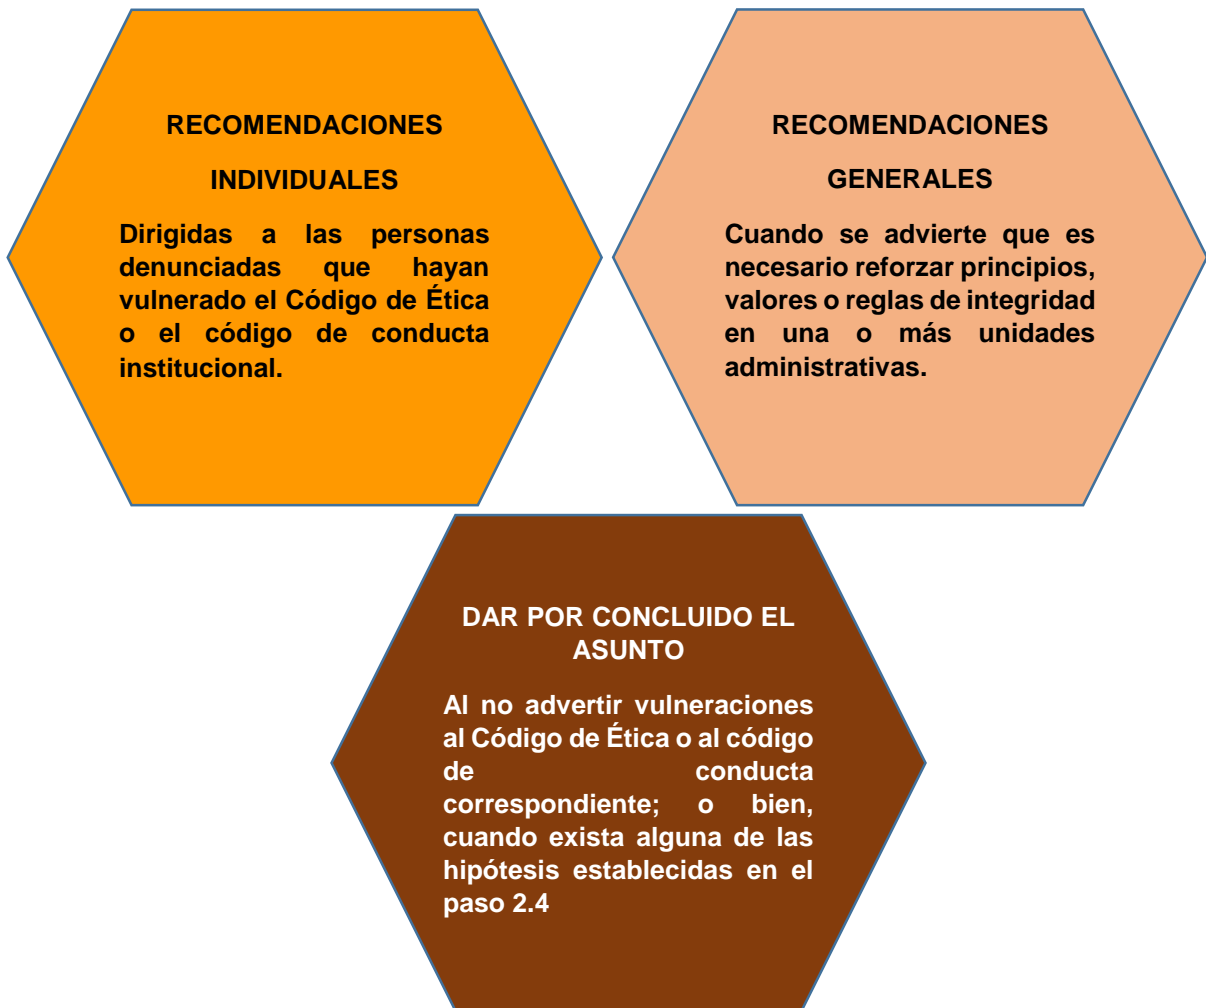 RECOMENDACIONES
INDIVIDUALES
Dirigidas a las personas
denunciadas que hayan
vulnerado el Código de Ética
o el código de conducta
institucional.
RECOMENDACIONES
GENERALES
Cuando se advierte que es
necesario reforzar principios,
valores o reglas de integridad
en una o más unidades
administrativas.
DAR POR CONCLUIDO EL
ASUNTO
Al no advertir vulneraciones
al Código de Ética o al código
de conducta
correspondiente; o bien,
cuando exista alguna de las
hipótesis establecidas en el
paso 2.4